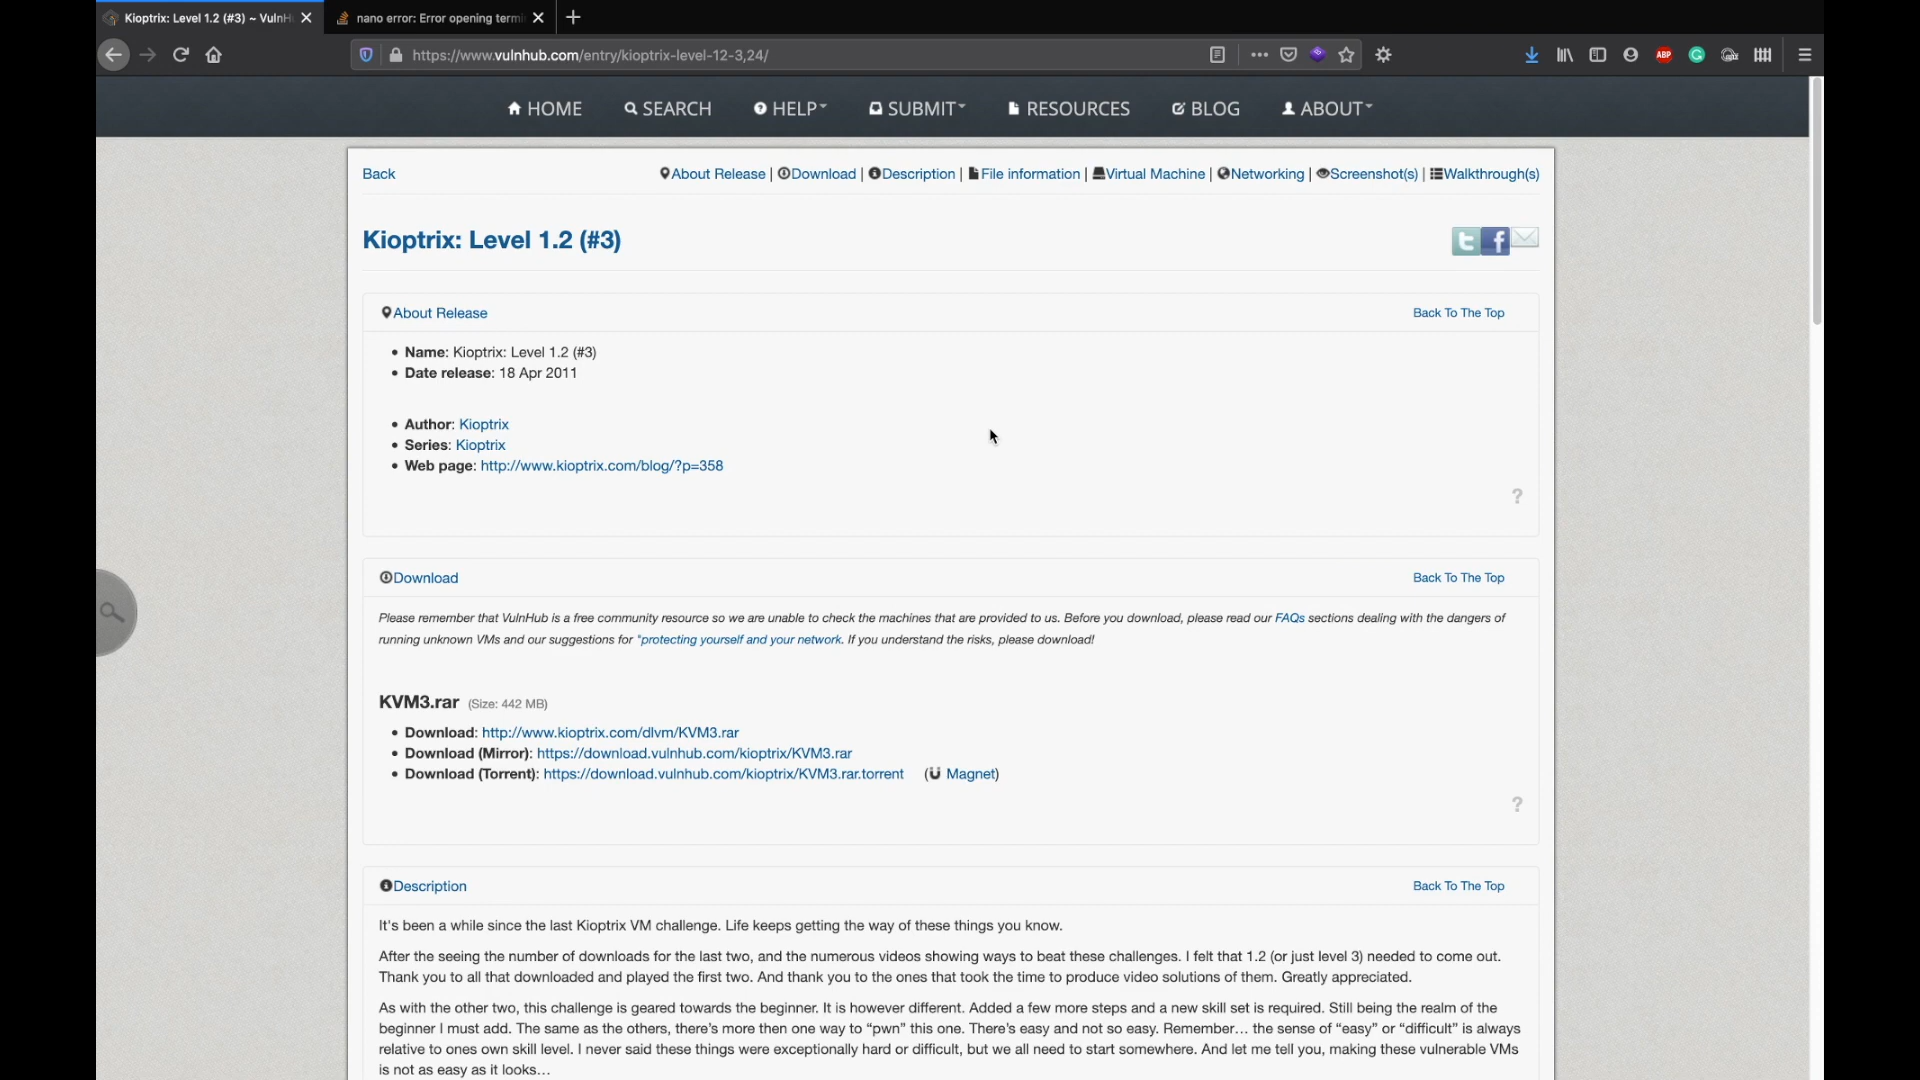 Kioptrix: Level 1.2 (#3) ~ VulnH
nano error: Error opening termi
https://www.vulnhub.com/entry/kioptrix-level-12-3,24/
ABP
HOME SEARCH HELP SUBMIT RESOURCES BLOG ABOUT
Back About Release | Download | Description | File information | Virtual Machine | Networking | Screenshot(s) | Walkthrough(s)
Kioptrix: Level 1.2 (#3)
About Release Back To The Top
• Name: Kioptrix: Level 1.2 (#3)
• Date release: 18 Apr 2011
• Author: Kioptrix
• Series: Kioptrix
• Web page: http://www.kioptrix.com/blog/?p=358
?
Download Back To The Top
Please remember that VulnHub is a free community resource so we are unable to check the machines that are provided to us. Before you download, please read our FAQs sections dealing with the dangers of
running unknown VMs and our suggestions for "protecting yourself and your network. If you understand the risks, please download!
KVM3.rar (Size: 442 MB)
• Download: http://www.kioptrix.com/dlvm/KVM3.rar
• Download (Mirror): https://download.vulnhub.com/kioptrix/KVM3.rar
• Download (Torrent): https://download.vulnhub.com/kioptrix/KVM3.rar.torrent (Magnet)
?
Description Back To The Top
It's been a while since the last Kioptrix VM challenge. Life keeps getting the way of these things you know.
After the seeing the number of downloads for the last two, and the numerous videos showing ways to beat these challenges. I felt that 1.2 (or just level 3) needed to come out.
Thank you to all that downloaded and played the first two. And thank you to the ones that took the time to produce video solutions of them. Greatly appreciated.
As with the other two, this challenge is geared towards the beginner. It is however different. Added a few more steps and a new skill set is required. Still being the realm of the
beginner I must add. The same as the others, there's more then one way to “pwn” this one. There's easy and not so easy. Remember… the sense of “easy” or “difficult” is always
relative to ones own skill level. I never said these things were exceptionally hard or difficult, but we all need to start somewhere. And let me tell you, making these vulnerable VMs
is not as easy as it looks…